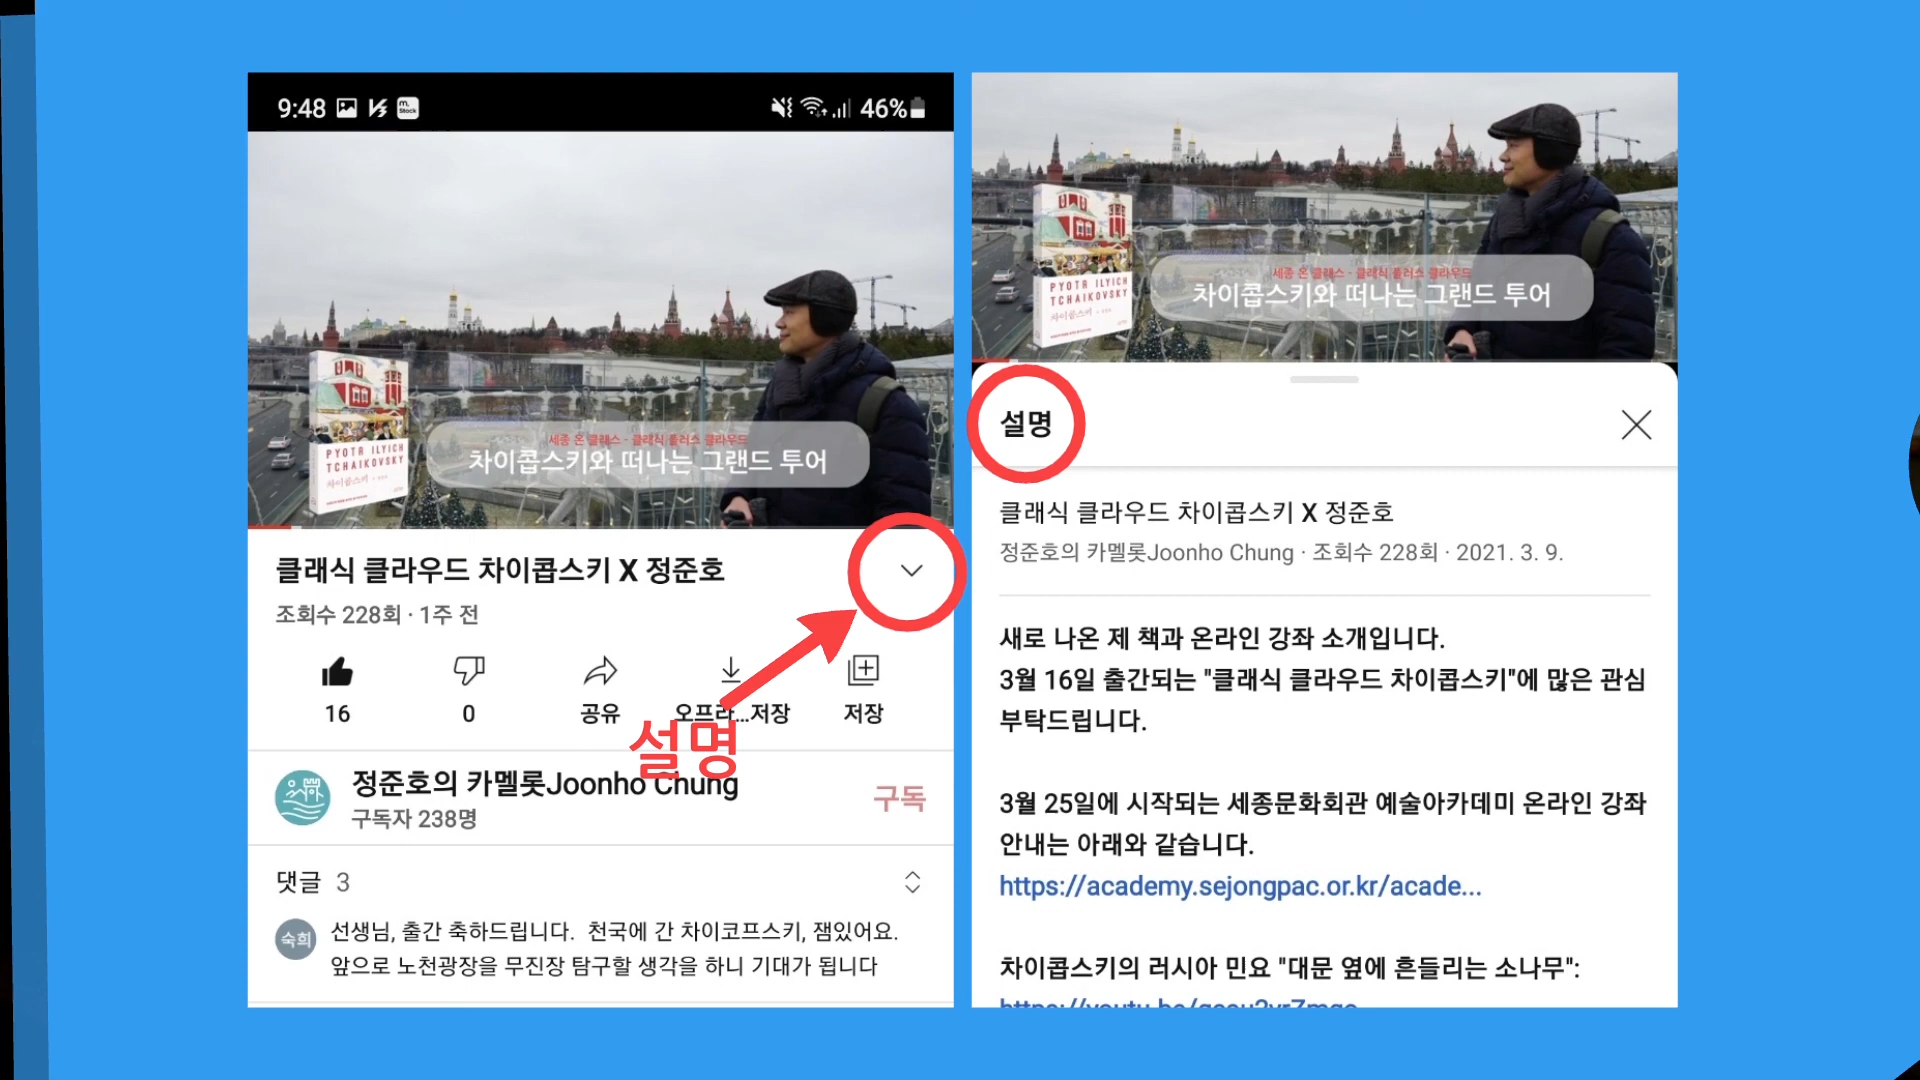 9:48
m.Stock
46%
PYOTR ILYICH
TCHAIKOVSKY
차이콥스키
세종 온 클래스 - 클래식 플러스 클라우드
차이콥스키와 떠나는 그랜드 투어
클래식 클라우드 차이콥스키 X 정준호
조회수 228회 · 1주 전
16
0
공유
오프라...저장
저장
설명
정준호의 카멜롯Joonho Chung
구독자 238명
구독
댓글 3
숙희
선생님, 출간 축하드립니다. 천국에 간 차이코프스키, 잼있어요.
앞으로 노천광장을 무진장 탐구할 생각을 하니 기대가 됩니다
PYOTR ILYICH
TCHAIKOVSKY
차이콥스키
세종 온 클래스 - 클래식 플러스 클라우드
차이콥스키와 떠나는 그랜드 투어
설명
클래식 클라우드 차이콥스키 X 정준호
정준호의 카멜롯Joonho Chung · 조회수 228회 · 2021. 3. 9.
새로 나온 제 책과 온라인 강좌 소개입니다.
3월 16일 출간되는 "클래식 클라우드 차이콥스키"에 많은 관심
부탁드립니다.
3월 25일에 시작되는 세종문화회관 예술아카데미 온라인 강좌
안내는 아래와 같습니다.
https://academy.sejongpac.or.kr/acade...
차이콥스키의 러시아 민요 "대문 옆에 흔들리는 소나무":